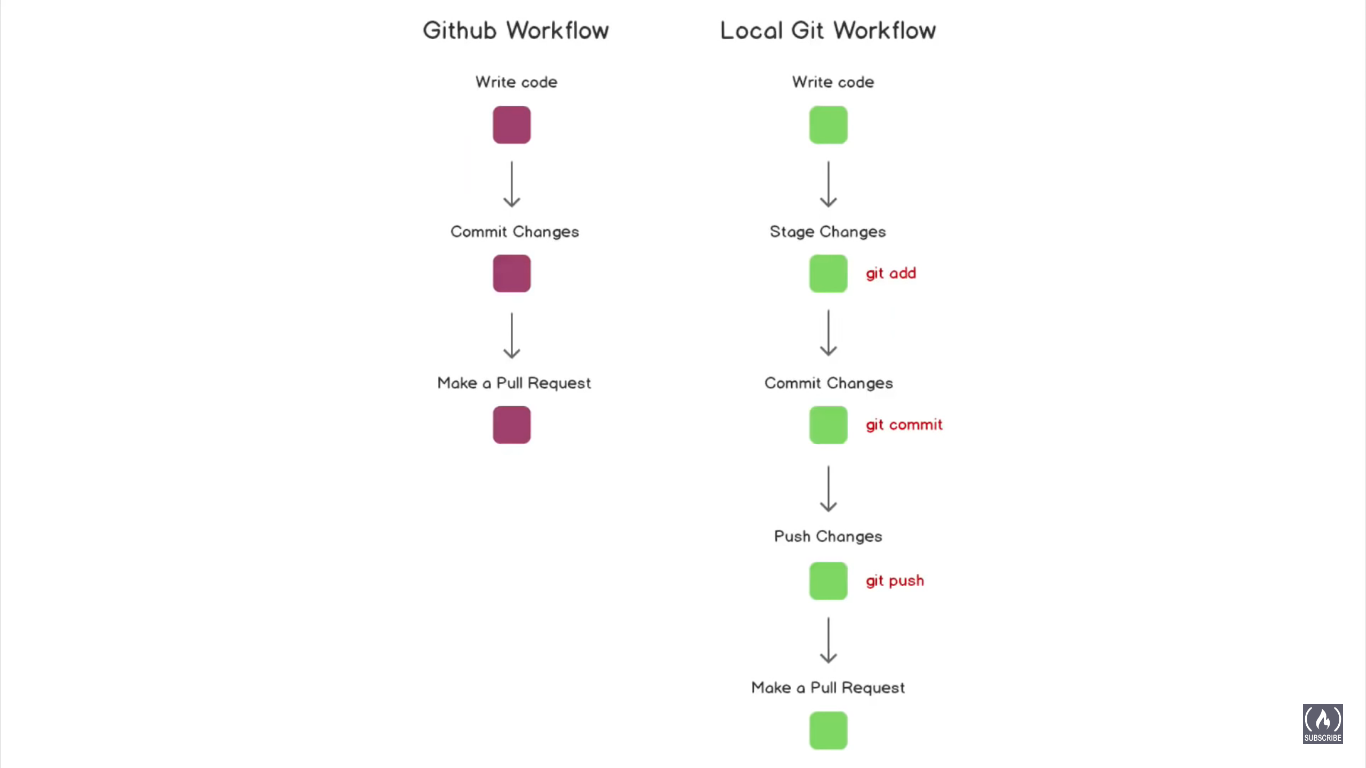 Github Workflow
Write code
Commit Changes
Make a Pull Request
Local Git Workflow
Write code
Stage Changes
git add
Commit Changes
git commit
Push Changes
git push
Make a Pull Request
SUBSCRIBE